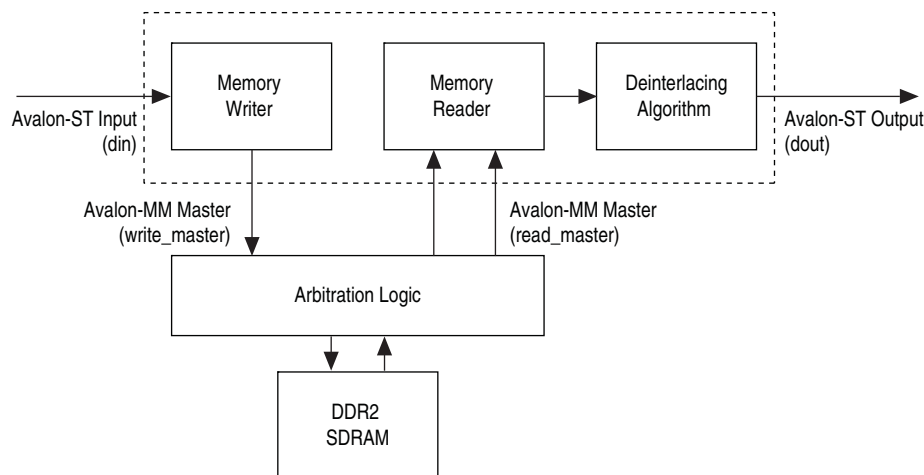 Memory
Writer
Memory
Reader
Deinterlacing
Algorithm
Avalon-ST Input
(din)
Avalon-ST Output
(dout)
Avalon-MM Master
(write_master)
Avalon-MM Master
(read_master)
Arbitration Logic
DDR2
SDRAM